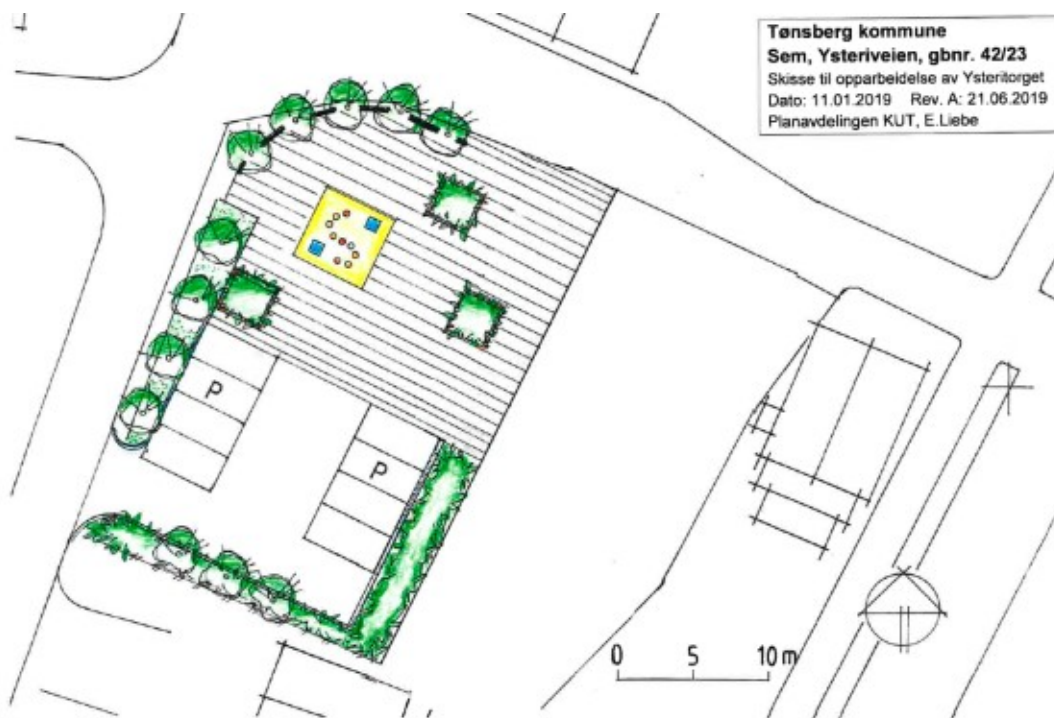 Tønsberg kommune
Sem, Ysteriveien, gbnr. 42/23
Skisse til opparbeidelse av Ysteritorget
Dato: 11.01.2019 Rev. A: 21.06.2019
Planavdelingen KUT, E.Liebe
P
P
0 5 10 m